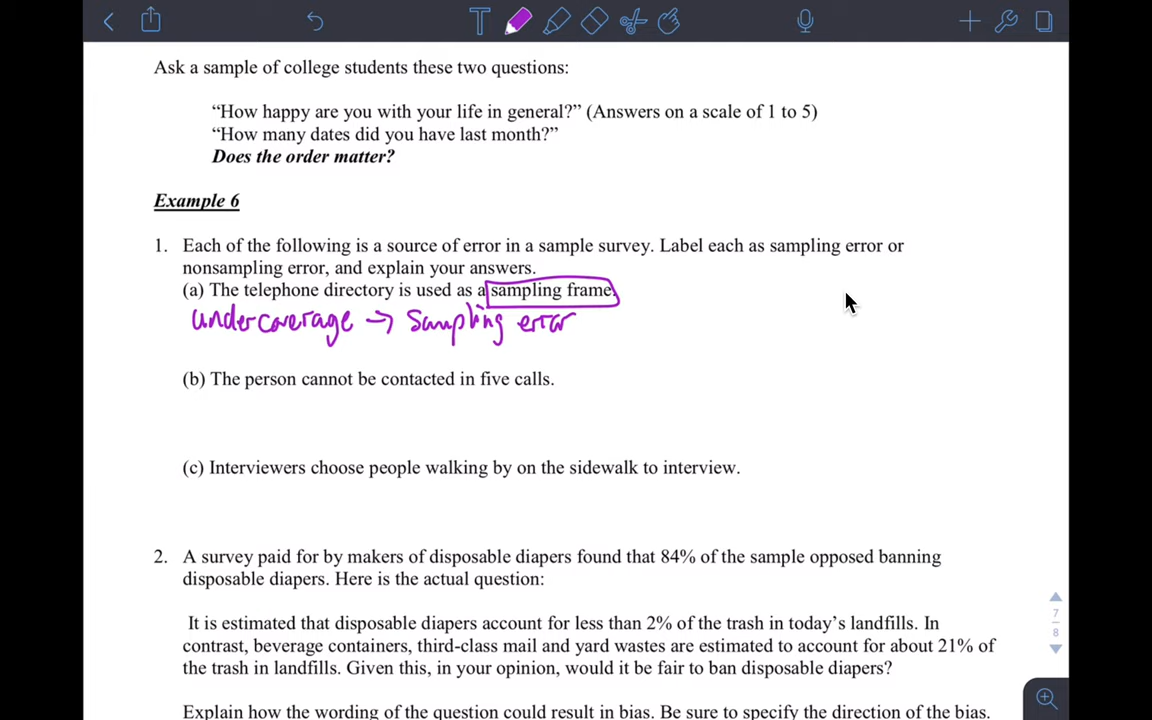 Ask a sample of college students these two questions:
“How happy are you with your life in general?” (Answers on a scale of 1 to 5)
“How many dates did you have last month?”
Does the order matter?
Example 6
1. Each of the following is a source of error in a sample survey. Label each as sampling error or
nonsampling error, and explain your answers.
(a) The telephone directory is used as a sampling frame.
undercoverage → sampling error
(b) The person cannot be contacted in five calls.
(c) Interviewers choose people walking by on the sidewalk to interview.
2. A survey paid for by makers of disposable diapers found that 84% of the sample opposed banning
disposable diapers. Here is the actual question:
It is estimated that disposable diapers account for less than 2% of the trash in today’s landfills. In
contrast, beverage containers, third-class mail and yard wastes are estimated to account for about 21% of
the trash in landfills. Given this, in your opinion, would it be fair to ban disposable diapers?
Explain how the wording of the question could result in bias. Be sure to specify the direction of the bias.
7
8